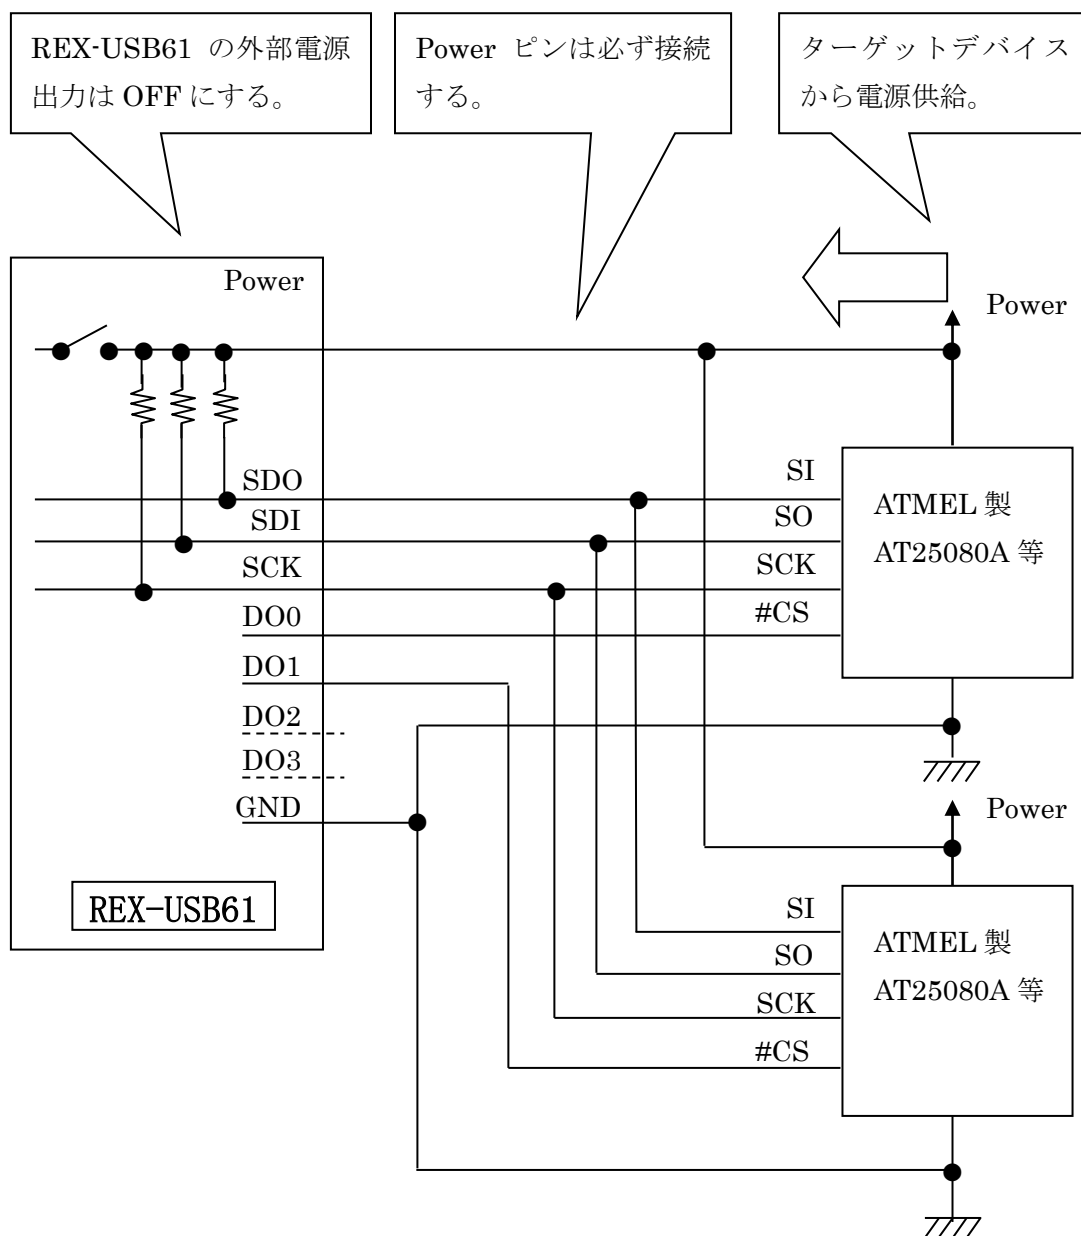 REX-USB61 の外部電源
出力は OFF にする。
Power ピンは必ず接続
する。
ターゲットデバイス
から電源供給。
Power
Power
SDO
SDI
SCK
DO0
DO1
DO2
DO3
GND
REX-USB61
SI
SO
SCK
#CS
ATMEL 製
AT25080A 等
Power
SI
SO
SCK
#CS
ATMEL 製
AT25080A 等